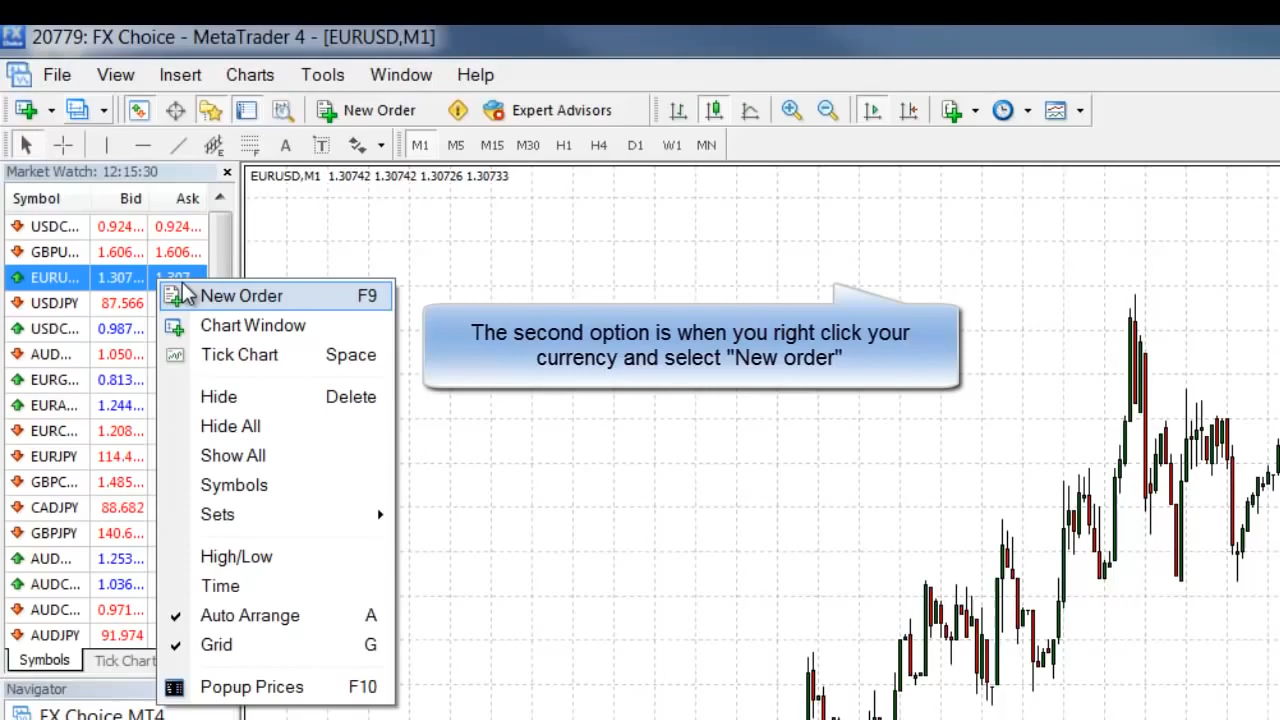 20779: FX Choice - MetaTrader 4 - [EURUSD,M1]
File View Insert Charts Tools Window Help
New Order Expert Advisors
A T M1 M5 M15 M30 H1 H4 D1 W1 MN
Market Watch: 12:15:30
Symbol Bid Ask
USDC... 0.924... 0.924...
GBPU... 1.606... 1.606...
EURU... 1.307... 1.307...
USDJPY 87.566
USDC... 0.987...
AUD... 1.050...
EURG... 0.813...
EURA... 1.244...
EURC... 1.208...
EURJPY 114.4...
GBPC... 1.485...
CADJPY 88.682
GBPJPY 140.6...
AUD... 1.253...
AUDC... 1.036...
AUDC... 0.971...
AUDJPY 91.974
Symbols Tick Chart
Navigator
FX Choice MT4
New Order F9
Chart Window
Tick Chart Space
Hide Delete
Hide All
Show All
Symbols
Sets
High/Low
Time
Auto Arrange A
Grid G
Popup Prices F10
EURUSD,M1 1.30742 1.30742 1.30726 1.30733
The second option is when you right click your
currency and select "New order"